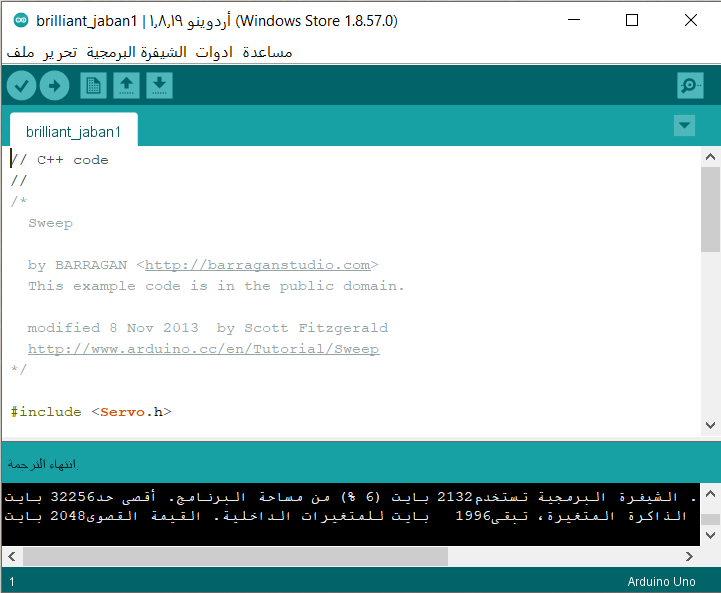 brilliant_jaban1 | أردوينو ١,٨,١٩ (Windows Store 1.8.57.0)
ملف تحرير الشيفرة البرمجية ادوات مساعدة
brilliant_jaban1
// C++ code
//
/*
Sweep
by BARRAGAN <http://barraganstudio.com>
This example code is in the public domain.
modified 8 Nov 2013 by Scott Fitzgerald
http://www.arduino.cc/en/Tutorial/Sweep
*/
#include <Servo.h>
انتهاء الترجمة.
. الشيفرة البرمجية تستخدم2132 بايت (6 %) من مساحة البرنامج. أقصى حد32256 بايت
الذاكرة المتغيرة، تبقى1996 بايت للمتغيرات الداخلية. القيمة القصوى2048 بايت
1
Arduino Uno